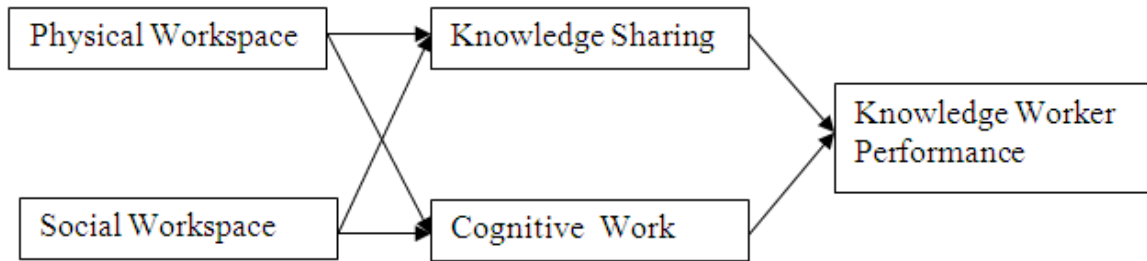 Physical Workspace
Knowledge Sharing
Knowledge Worker
Performance
Social Workspace
Cognitive Work